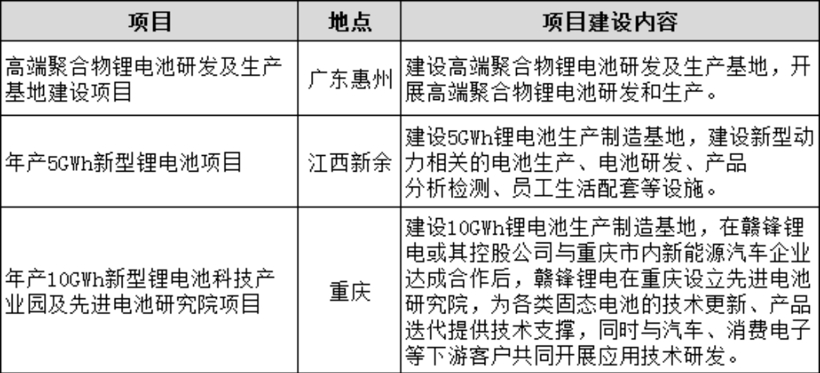 项目 地点 项目建设内容
高端聚合物锂电池研发及生产
基地建设项目
广东惠州
建设高端聚合物锂电池研发及生产基地，开
展高端聚合物锂电池研发和生产。
年产5GWh新型锂电池项目
江西新余
建设5GWh锂电池生产制造基地，建设新型动
力相关的电池生产、电池研发、产品
分析检测、员工生活配套等设施。
年产10GWh新型锂电池科技产
业园及先进电池研究院项目
重庆
建设10GWh锂电池生产制造基地，在赣锋锂
电或其控股公司与重庆市内新能源汽车企业
达成合作后，赣锋锂电在重庆设立先进电池
研究院，为各类固态电池的技术更新、产品
迭代提供技术支撑，同时与汽车、消费电子
等下游客户共同开展应用技术研发。